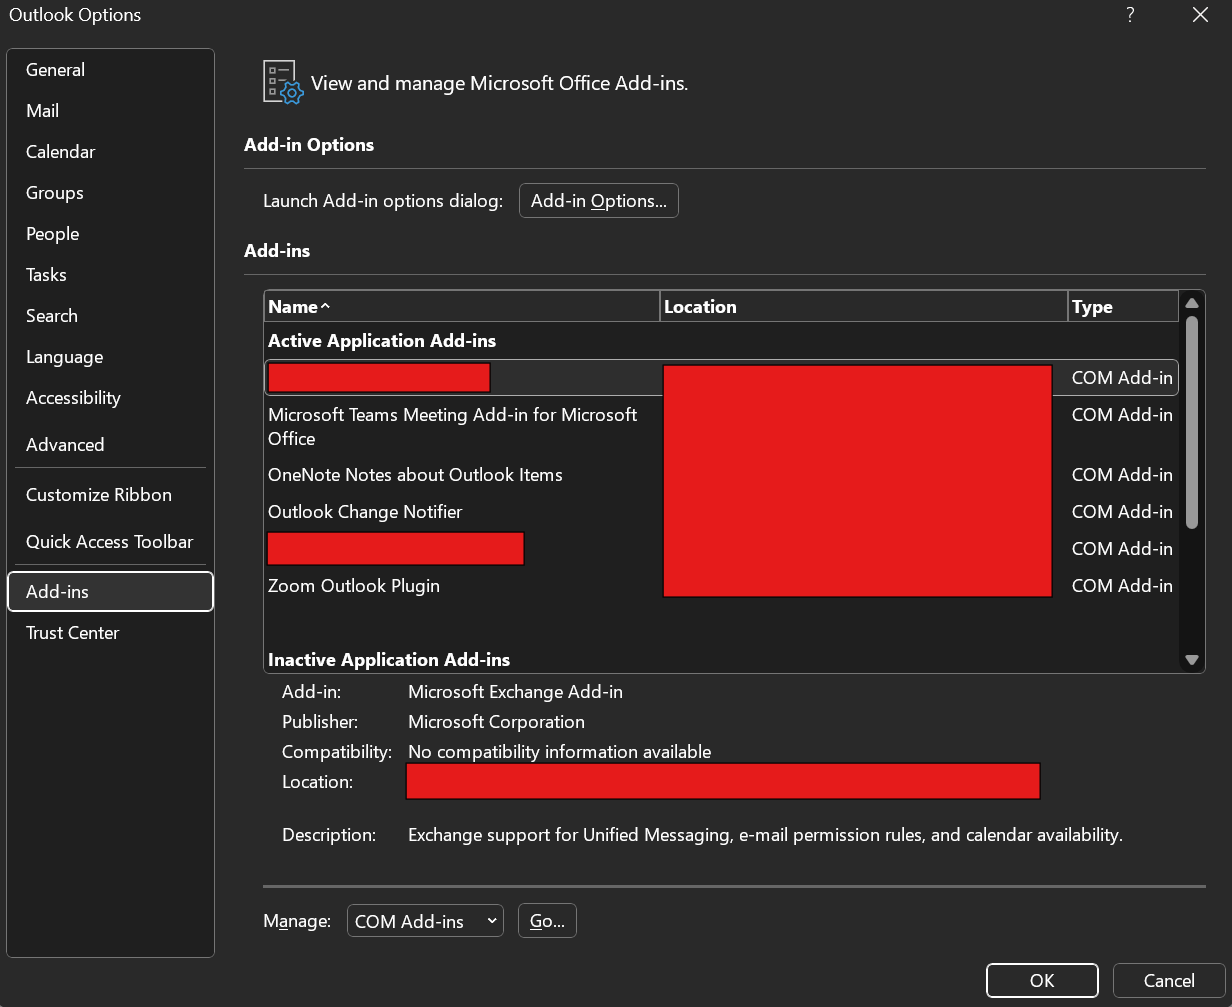 Outlook Options
?
General
Mail
Calendar
Groups
People
Tasks
Search
Language
Accessibility
Advanced
Customize Ribbon
Quick Access Toolbar
Add-ins
Trust Center
View and manage Microsoft Office Add-ins.
Add-in Options
Launch Add-in options dialog: Add-in Options...
Add-ins
Name Location Type
Active Application Add-ins
COM Add-in
Microsoft Teams Meeting Add-in for Microsoft COM Add-in
Office
OneNote Notes about Outlook Items COM Add-in
Outlook Change Notifier COM Add-in
COM Add-in
Zoom Outlook Plugin COM Add-in
Inactive Application Add-ins
Add-in: Microsoft Exchange Add-in
Publisher: Microsoft Corporation
Compatibility: No compatibility information available
Location:
Description: Exchange support for Unified Messaging, e-mail permission rules, and calendar availability.
Manage: COM Add-ins Go...
OK Cancel